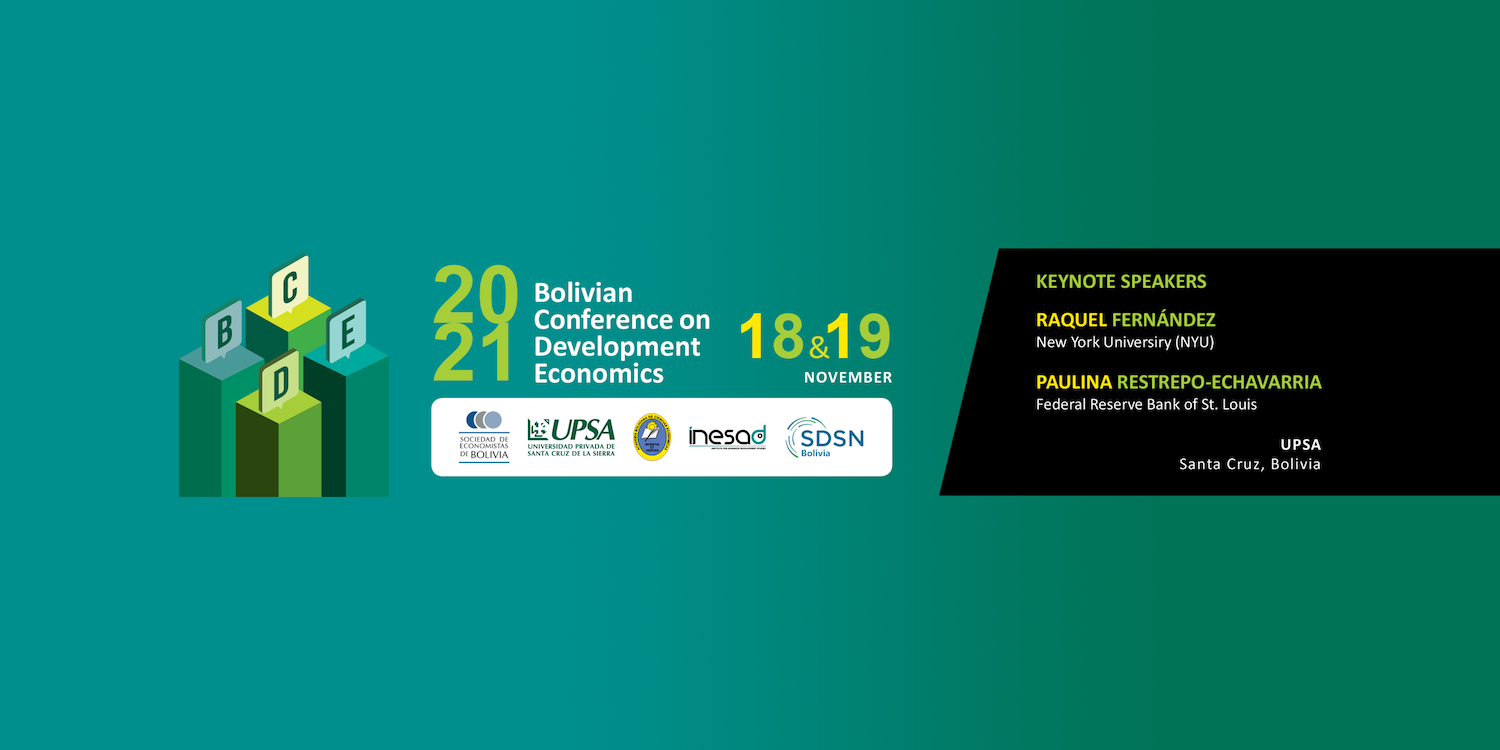 B
C
D
E
20
21
Bolivian
Conference on
Development
Economics
18&19
NOVEMBER
SOCIEDAD DE
ECONOMISTAS
DE BOLIVIA
UPSA
UNIVERSIDAD PRIVADA DE
SANTA CRUZ DE LA SIERRA
inesad
SDSN
Bolivia
KEYNOTE SPEAKERS
RAQUEL FERNÁNDEZ
New York Universiry (NYU)
PAULINA RESTREPO-ECHAVARRIA
Federal Reserve Bank of St. Louis
UPSA
Santa Cruz, Bolivia